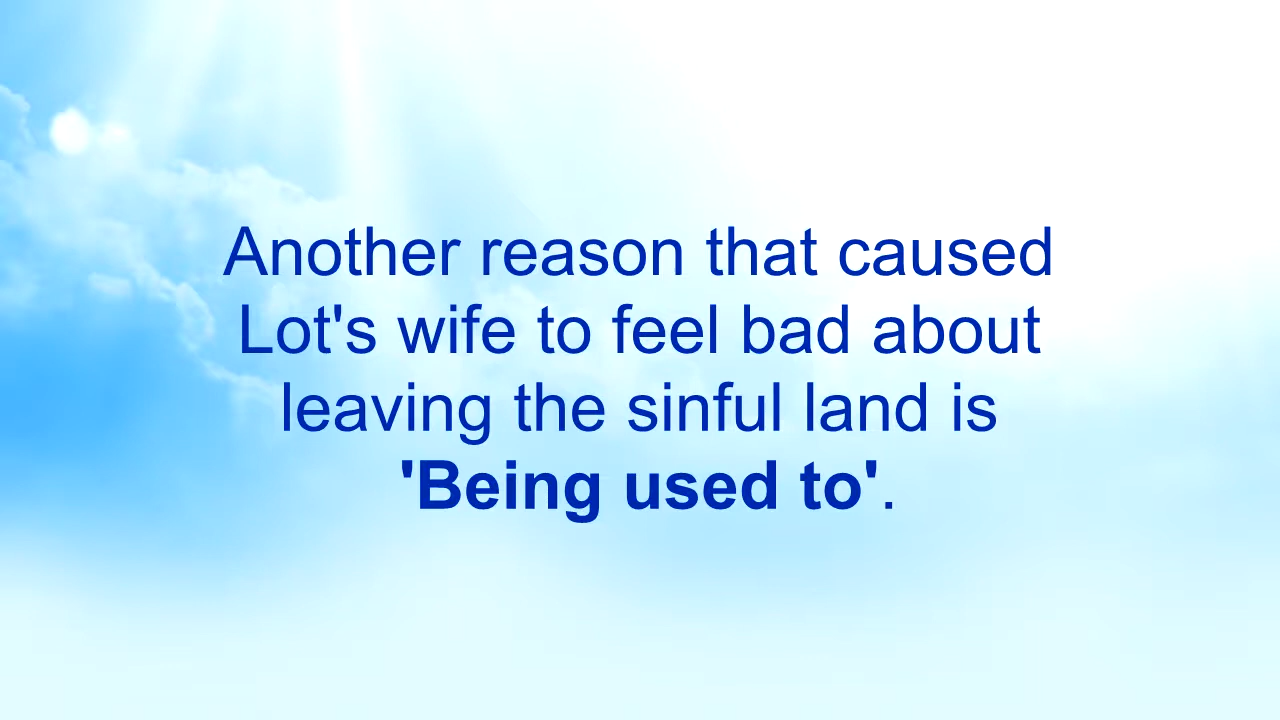 Another reason that caused
Lot's wife to feel bad about
leaving the sinful land is
'Being used to'.